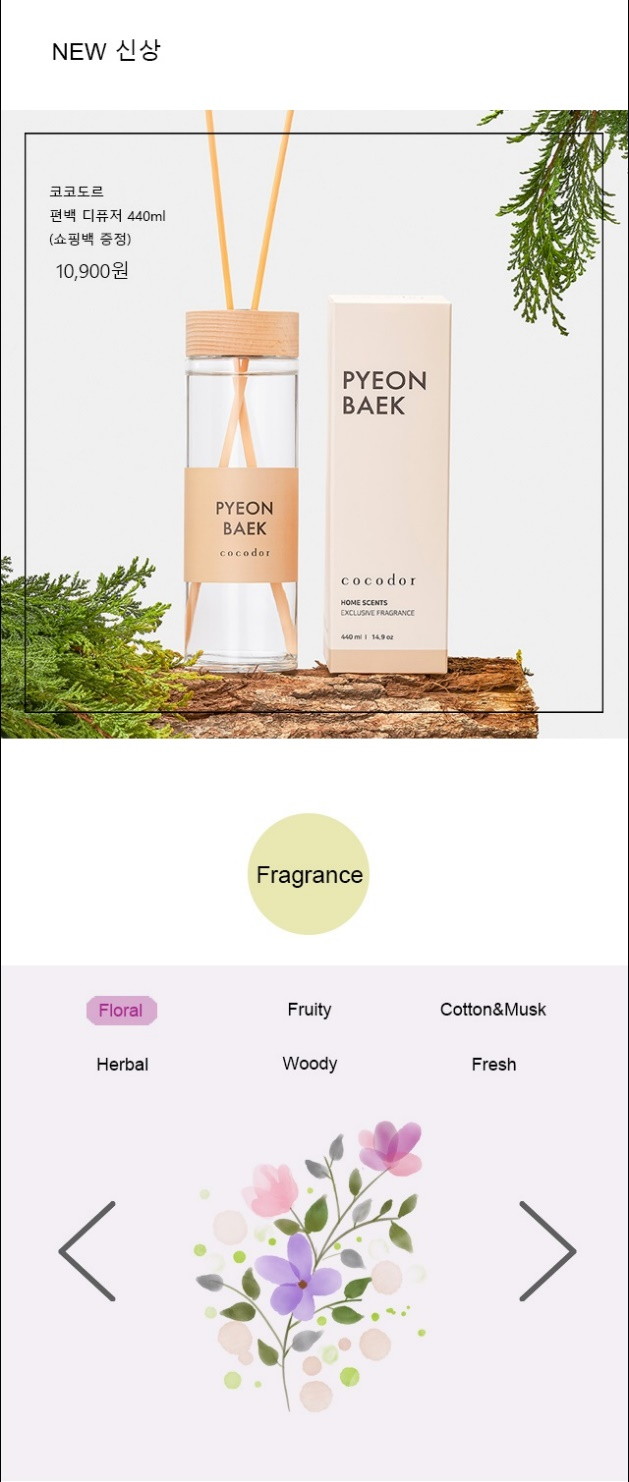 NEW 신상
코코도르
편백 디퓨저 440ml
(쇼핑백 증정)
10,900원
PYEON
BAEK
cocodor
PYEON
BAEK
cocodor
HOME SCENTS
EXCLUSIVE FRAGRANCE
440 ml | 14,9 oz
Fragrance
Floral
Fruity
Cotton&Musk
Herbal
Woody
Fresh